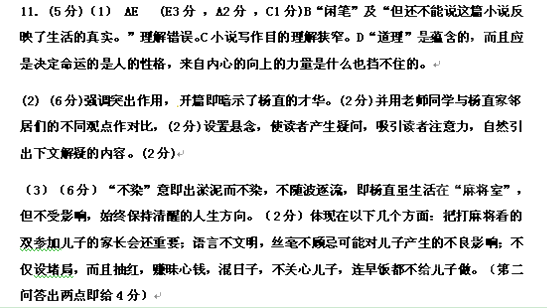 11.（5分）（1） AE （E3分，A2分，C1分）B“闲笔”及“但还不能说这篇小说反
映了生活的真实。”理解错误。C小说写作目的理解狭窄。D“道理”是蕴含的，而且应
是决定命运的是人的性格，来自内心的向上的力量是什么也挡不住的。
（2）（6分）强调突出作用，开篇即暗示了杨直的才华。（2分）并用老师同学与杨直家邻
居们的不同观点作对比，（2分）设置悬念，使读者产生疑问，吸引读者注意力，自然引
出下文解疑的内容。（2分）
（3）（6分）“不染”意即出淤泥而不染，不随波逐流，即杨直虽生活在“麻将室”，
但不受影响，始终保持清醒的人生方向。（2分）体现在以下几个方面：把打麻将看的
双参加儿子的家长会还重要；语言不文明，丝毫不顾忌可能对儿子产生的不良影响；不
仅设堵局，而且抽红，赚昧心钱，混日子，不关心儿子，连早饭都不给儿子做。（第二
问答出两点即给4分）